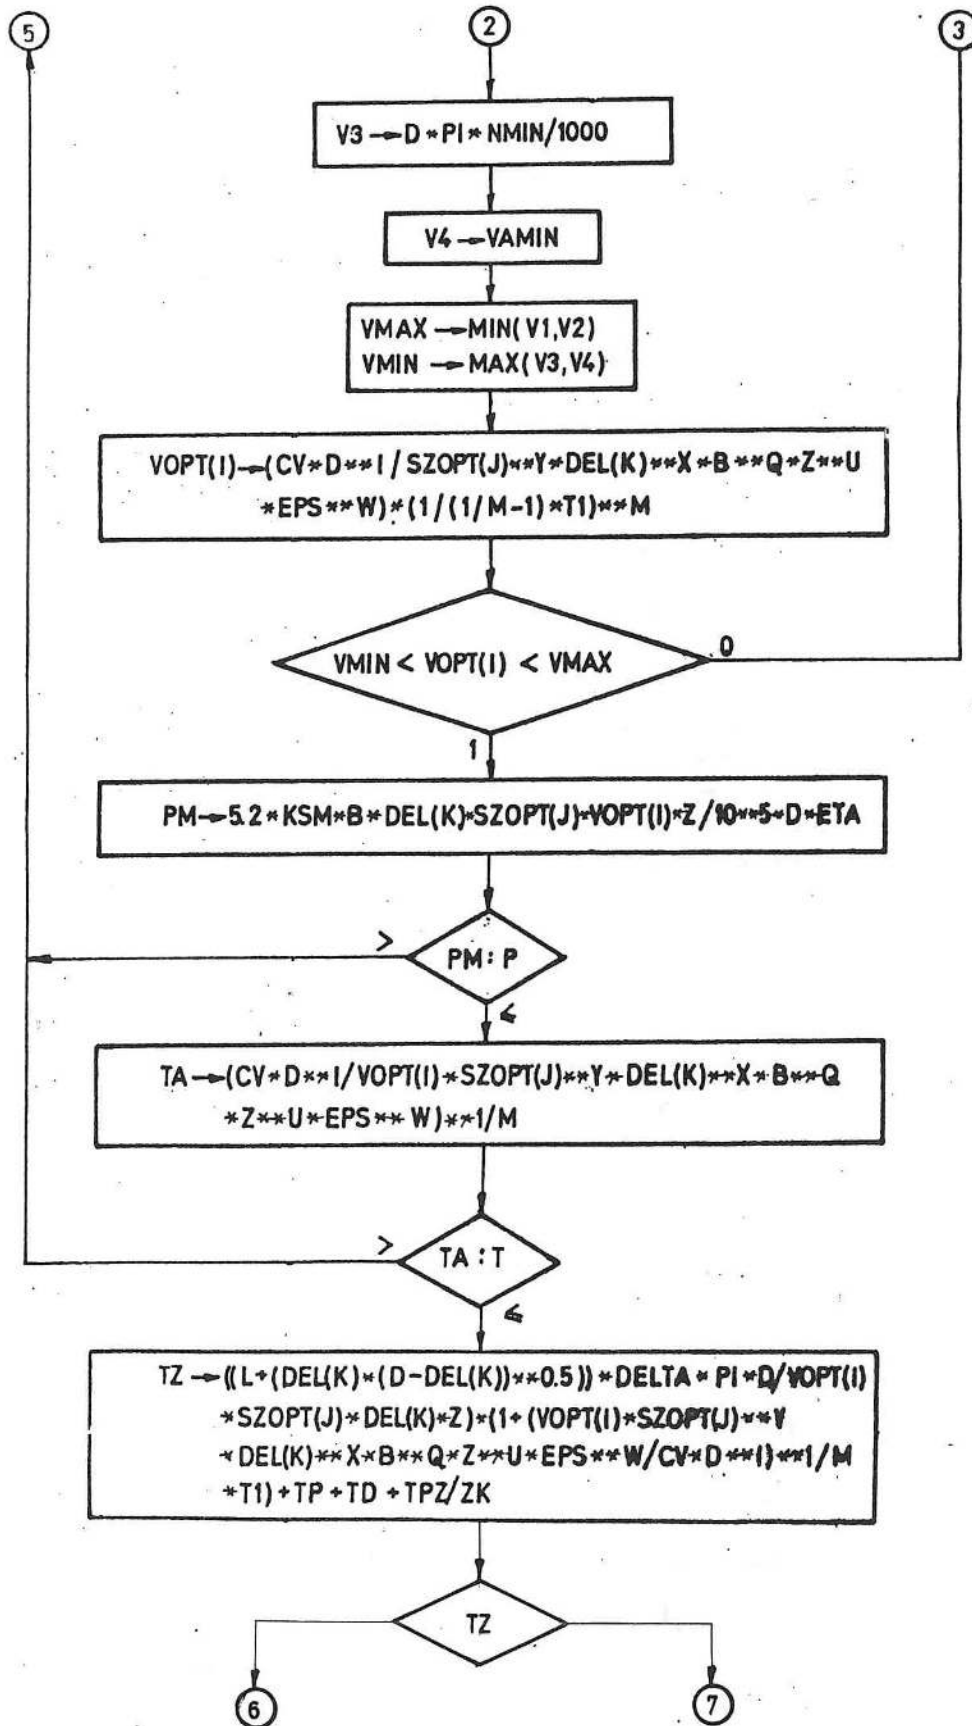 5
2
3
V3→D*PI*NMIN/1000
V4→VAMIN
VMAX→MIN(V1,V2)
VMIN→MAX(V3,V4)
VOPT(I)→(CV*D**I/SZOPT(J)**Y*DEL(K)**X*B**Q*Z**U
*EPS**W)*(1/(1/M-1)*T1)**M
VMIN<VOPT(I)<VMAX
0
1
PM→5.2*KSM*B*DEL(K)*SZOPT(J)*VOPT(I)*Z/10**5*D*ETA
>
PM:P
≤
TA→(CV*D**I/VOPT(I)*SZOPT(J)**Y*DEL(K)**X*B**Q
*Z**U*EPS**W)**1/M
>
TA:T
≤
TZ→((L+(DEL(K)*(D-DEL(K))**0.5))*DELTA*PI*D/VOPT(I)
*SZOPT(J)*DEL(K)*Z)*(1+(VOPT(I)*SZOPT(J)**Y
*DEL(K)**X*B**Q*Z**U*EPS**W/CV*D**I)**1/M
*T1)+TP+TD+TPZ/ZK
TZ
6
7